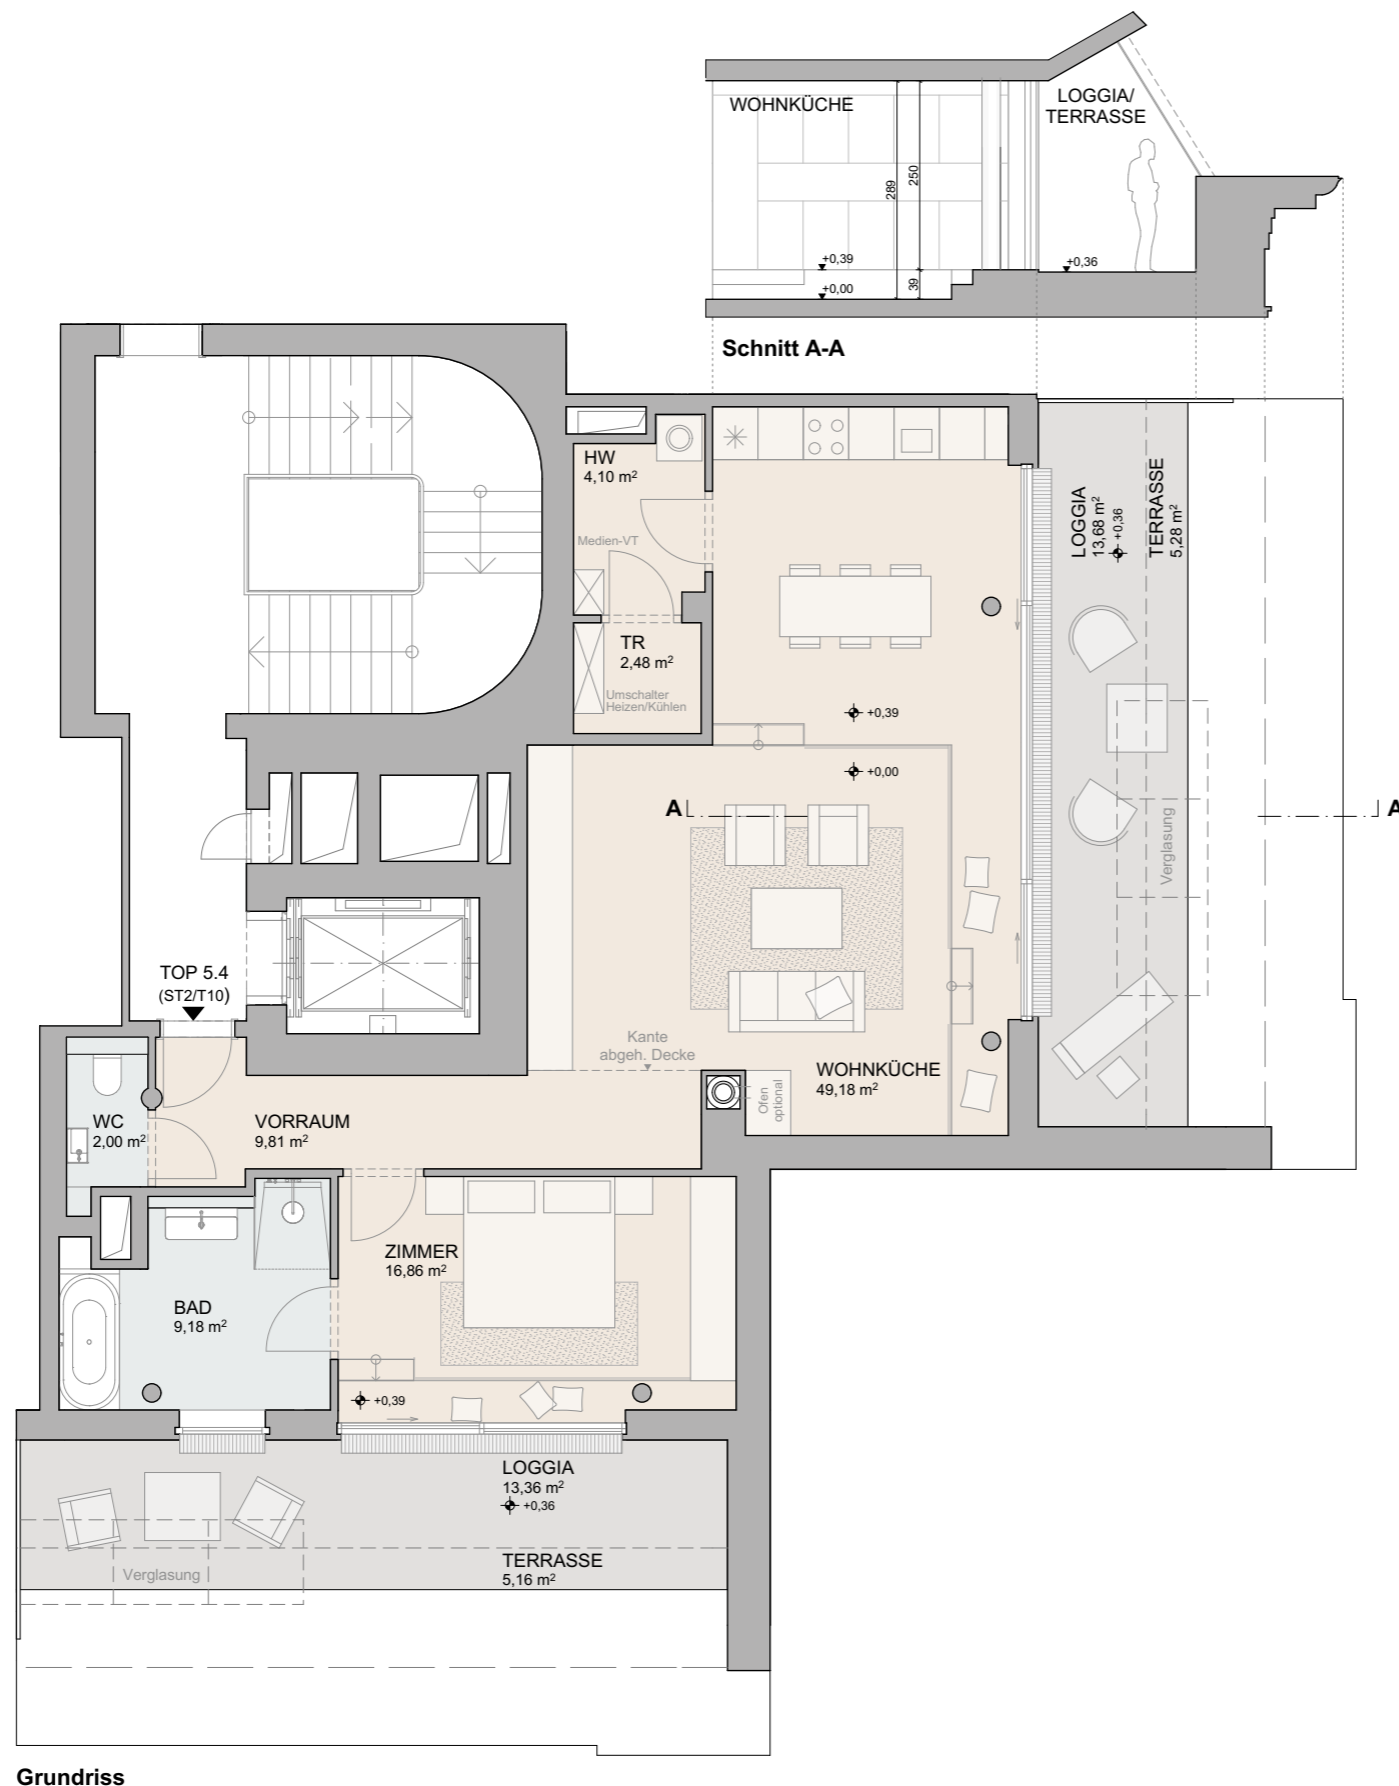 WOHNKÜCHE
LOGGIA/
TERRASSE
289
250
39
+0,39
+0,00
+0,36
Schnitt A-A
HW
4,10 m²
Medien-VT
TR
2,48 m²
Umschalter
Heizen/Kühlen
LOGGIA
13,68 m²
+0,36
TERRASSE
5,28 m²
+0,39
+0,00
A
A
Verglasung
TOP 5.4
(ST2/T10)
Kante
abgeh. Decke
WOHNKÜCHE
49,18 m²
Ofen
optional
WC
2,00 m²
VORRAUM
9,81 m²
ZIMMER
16,86 m²
BAD
9,18 m²
+0,39
LOGGIA
13,36 m²
+0,36
TERRASSE
5,16 m²
Verglasung
Grundriss